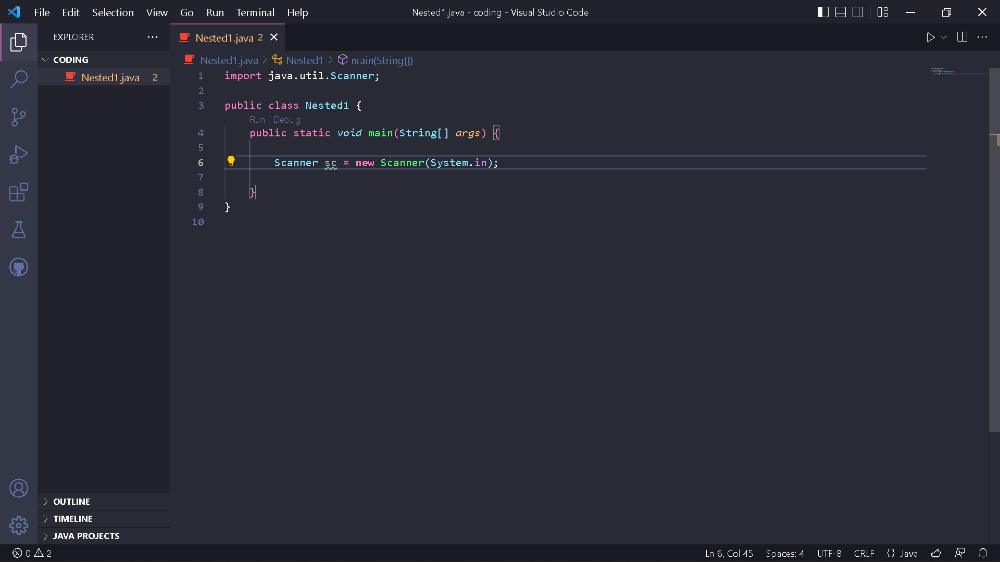 File Edit Selection View Go Run Terminal Help
Nested1.java - coding - Visual Studio Code
EXPLORER
CODING
Nested1.java 2
OUTLINE
TIMELINE
JAVA PROJECTS
Nested1.java 2
Nested1.java > Nested1 > main(String[])
1 import java.util.Scanner;
2
3 public class Nested1 {
Run | Debug
4 public static void main(String[] args) {
5
6 Scanner sc = new Scanner(System.in);
7
8 }
9 }
10
0 2
Ln 6, Col 45 Spaces: 4 UTF-8 CRLF {} Java